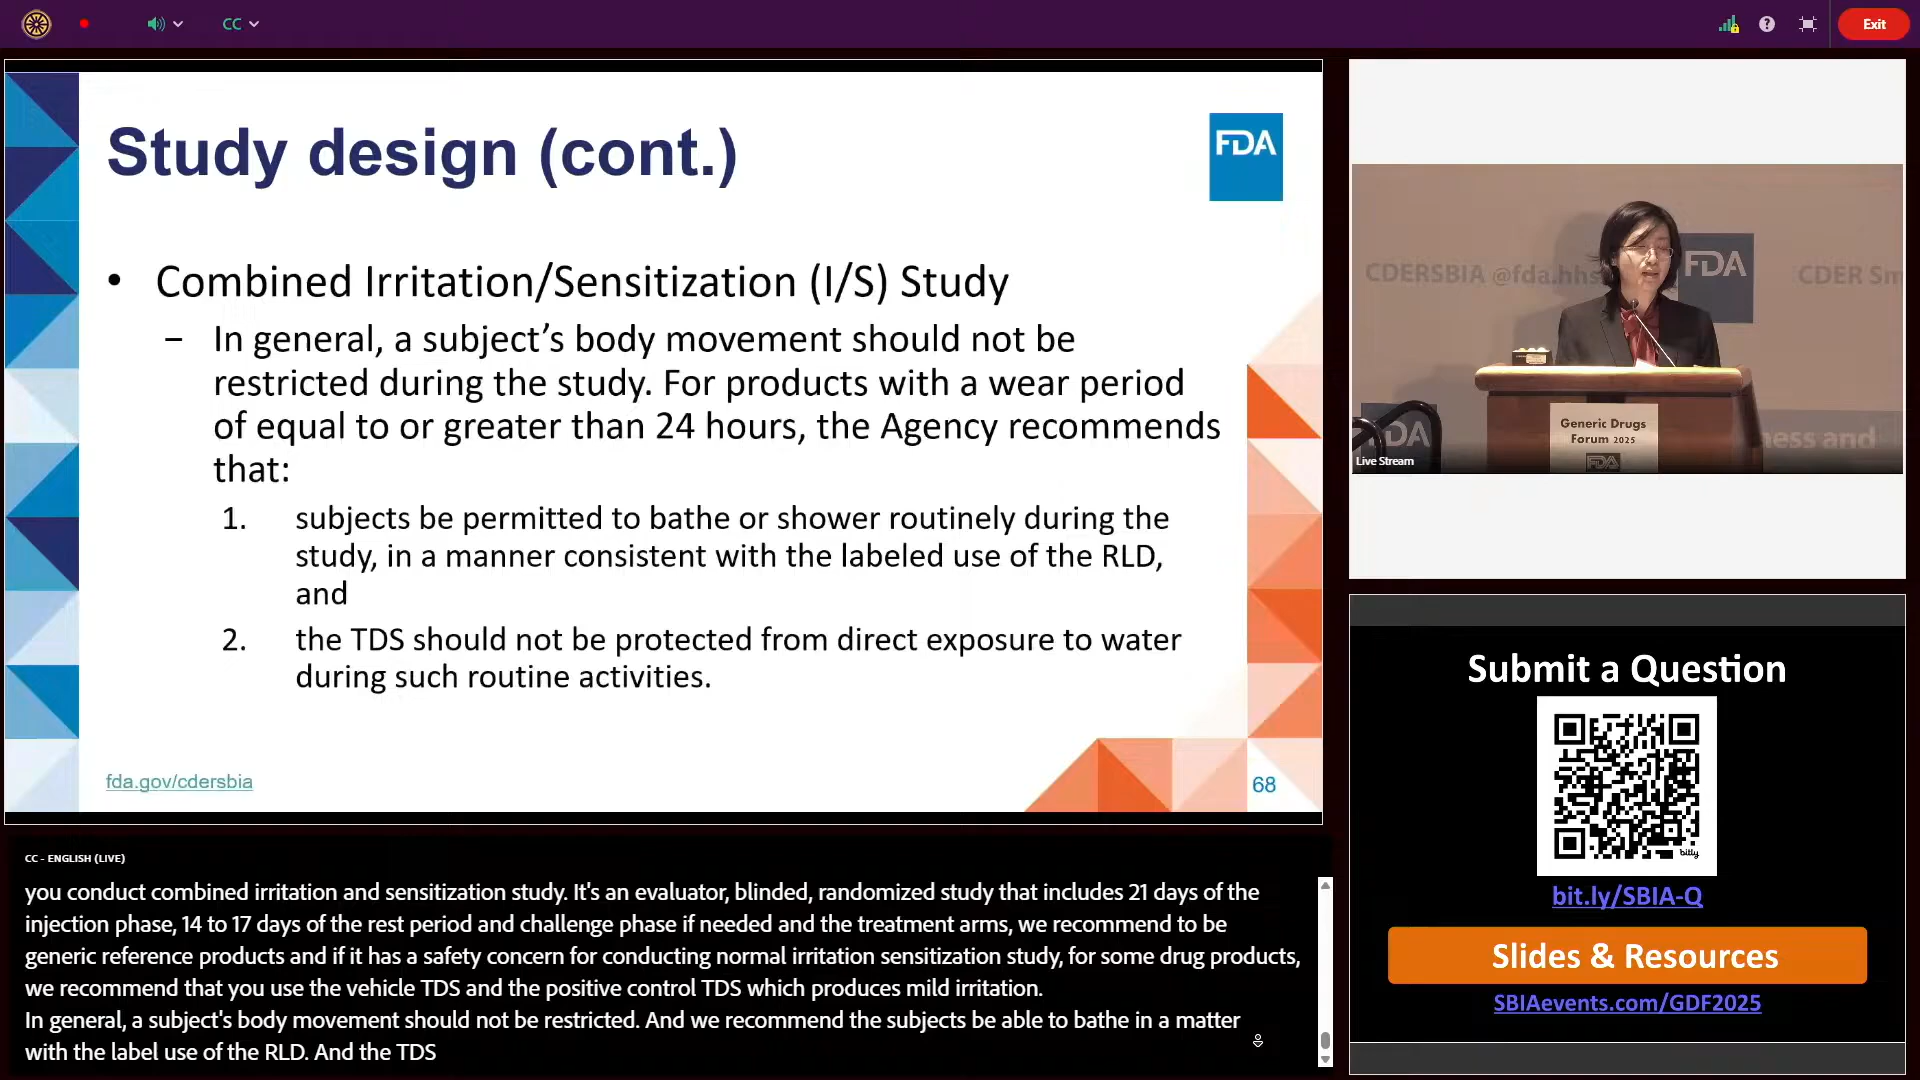 CC
Exit
Study design (cont.)
FDA
• Combined Irritation/Sensitization (I/S) Study
– In general, a subject's body movement should not be
restricted during the study. For products with a wear period
of equal to or greater than 24 hours, the Agency recommends
that:
1. subjects be permitted to bathe or shower routinely during the
study, in a manner consistent with the labeled use of the RLD,
and
2. the TDS should not be protected from direct exposure to water
during such routine activities.
fda.gov/cdersbia
68
CDERSBIA @fda.hhs
FDA
CDER Sm
Generic Drugs
Forum 2025
FDA
DA
ness and
Live Stream
Submit a Question
bitly
bit.ly/SBIA-Q
Slides & Resources
SBIAevents.com/GDF2025
CC - ENGLISH (LIVE)
you conduct combined irritation and sensitization study. It's an evaluator, blinded, randomized study that includes 21 days of the
injection phase, 14 to 17 days of the rest period and challenge phase if needed and the treatment arms, we recommend to be
generic reference products and if it has a safety concern for conducting normal irritation sensitization study, for some drug products,
we recommend that you use the vehicle TDS and the positive control TDS which produces mild irritation.
In general, a subject's body movement should not be restricted. And we recommend the subjects be able to bathe in a matter
with the label use of the RLD. And the TDS